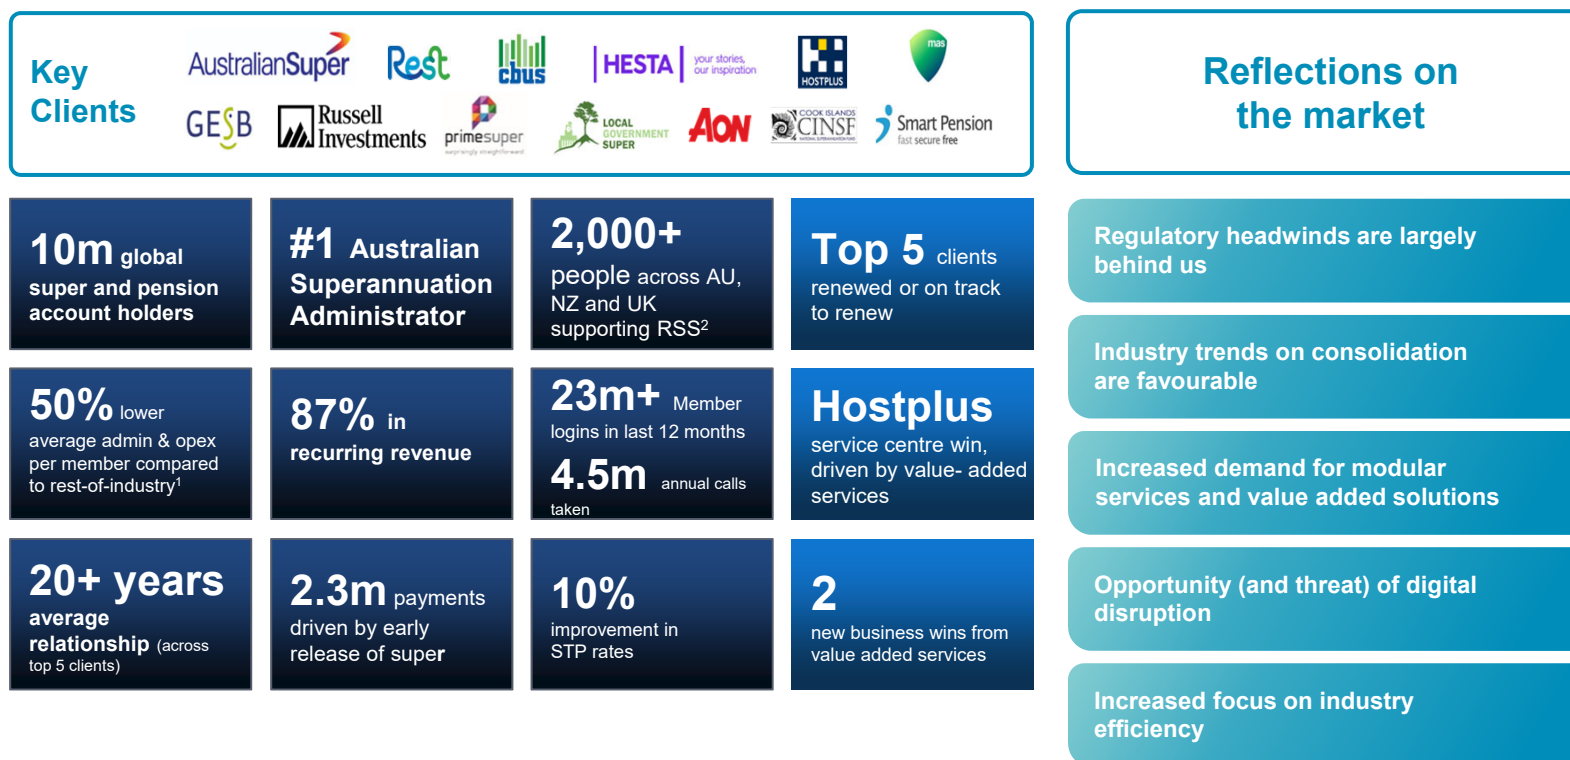 Key
Clients
AustralianSuper
Rest
cbus
HESTA
your stories,
our inspiration
HOSTPLUS
mas
GESB
Russell
Investments
primesuper
surprisingly straightforward
LOCAL
GOVERNMENT
SUPER
AON
COOK ISLANDS
CINSF
NATIONAL SUPERANNUATION FUND
Smart Pension
fast secure free
Reflections on
the market
10m global
super and pension
account holders
#1 Australian
Superannuation
Administrator
2,000+
people across AU,
NZ and UK
supporting RSS2
Top 5 clients
renewed or on track
to renew
50% lower
average admin & opex
per member compared
to rest-of-industry1
87% in
recurring revenue
23m+ Member
logins in last 12 months
4.5m annual calls
taken
Hostplus
service centre win,
driven by value- added
services
20+ years
average
relationship (across
top 5 clients)
2.3m payments
driven by early
release of super
10%
improvement in
STP rates
2
new business wins from
value added services
Regulatory headwinds are largely
behind us
Industry trends on consolidation
are favourable
Increased demand for modular
services and value added solutions
Opportunity (and threat) of digital
disruption
Increased focus on industry
efficiency